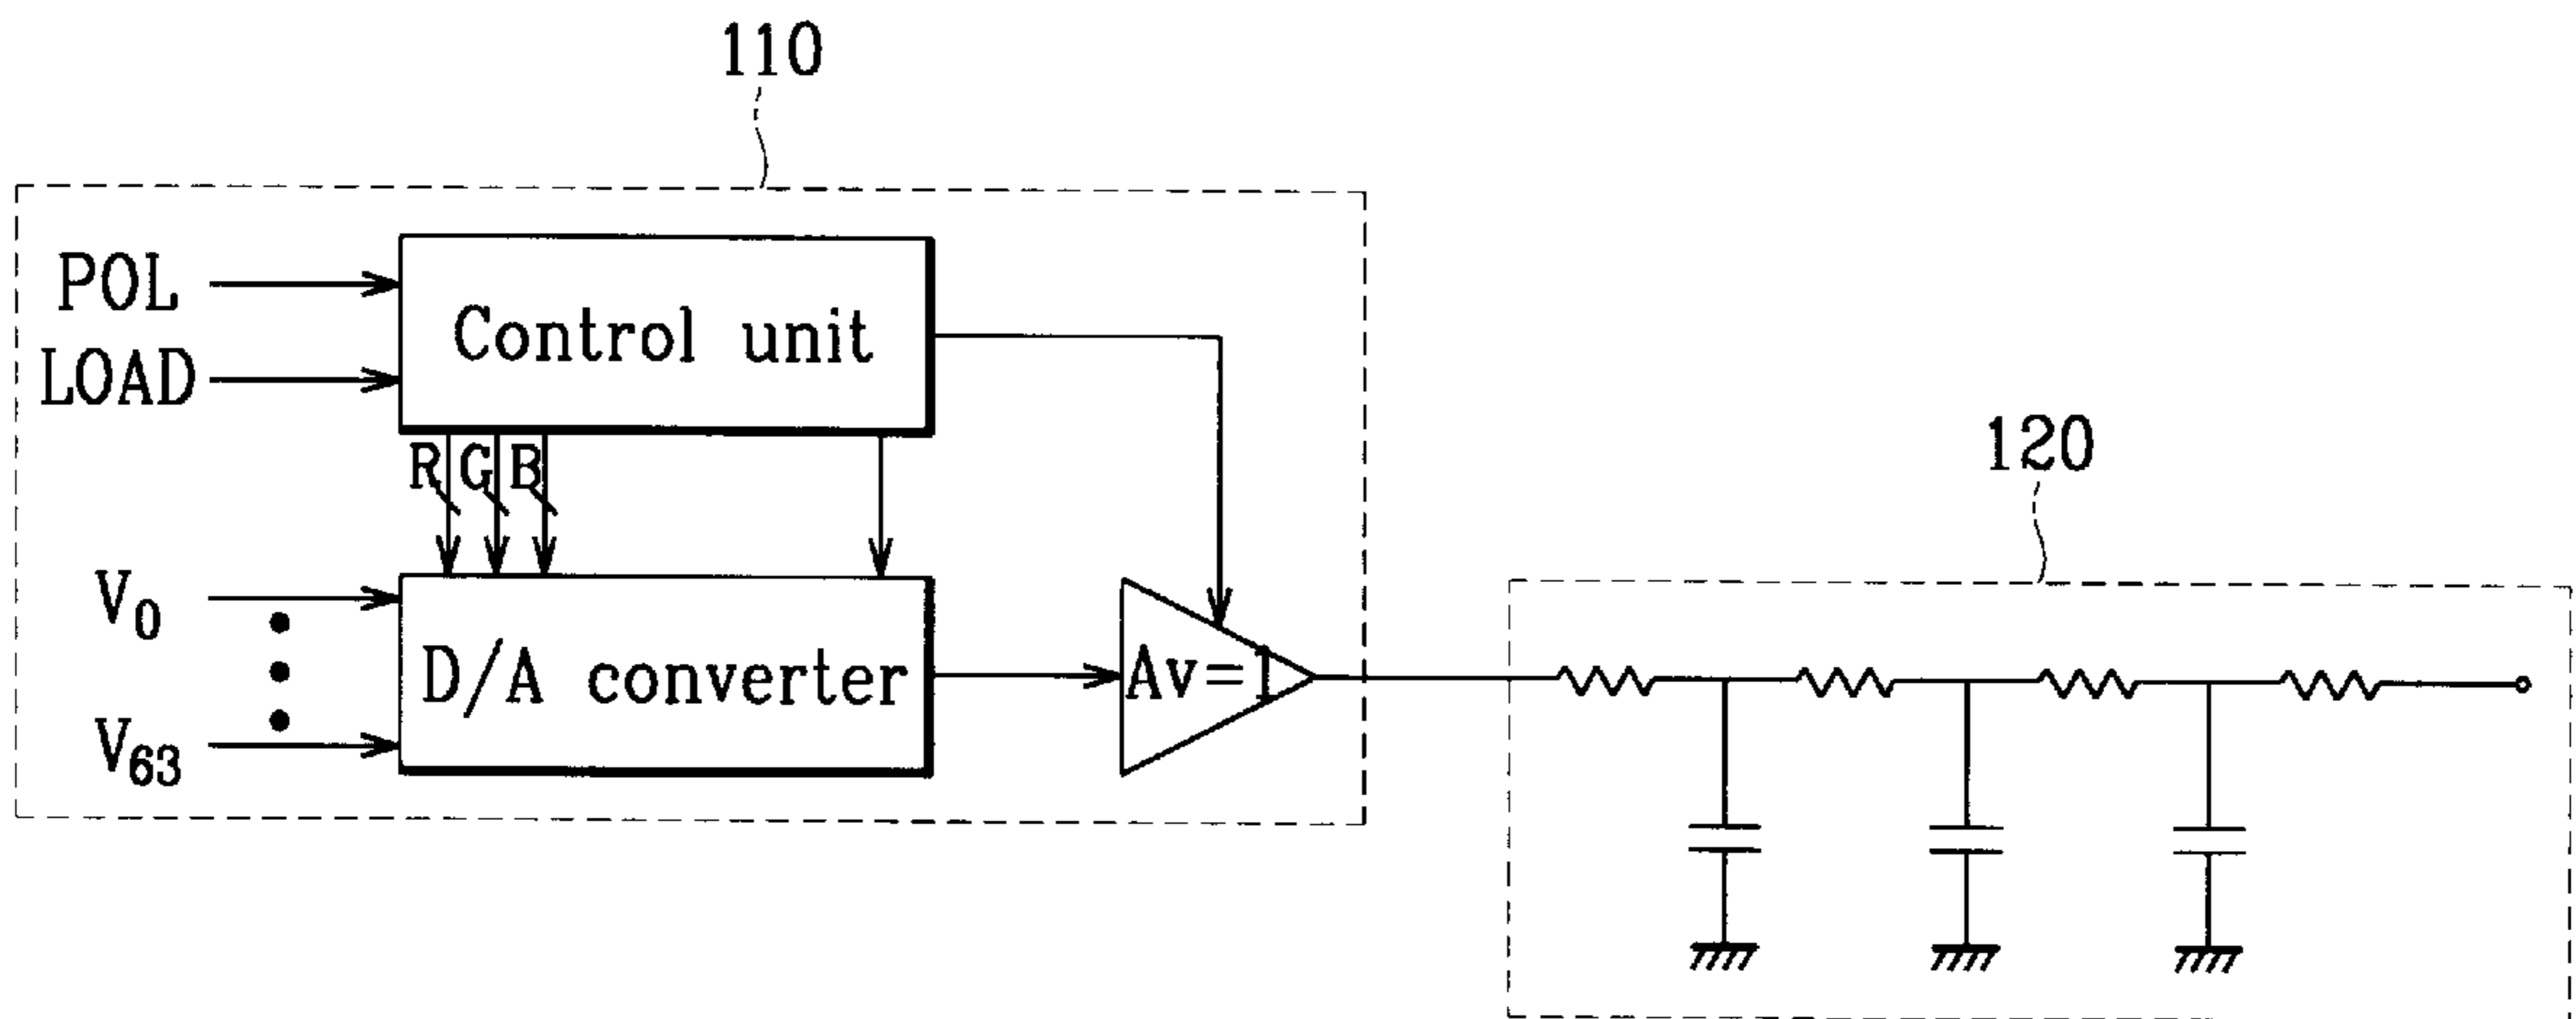 110
POL
LOAD
Control unit
R G B
120
V0
V63
D/A converter
Av=1